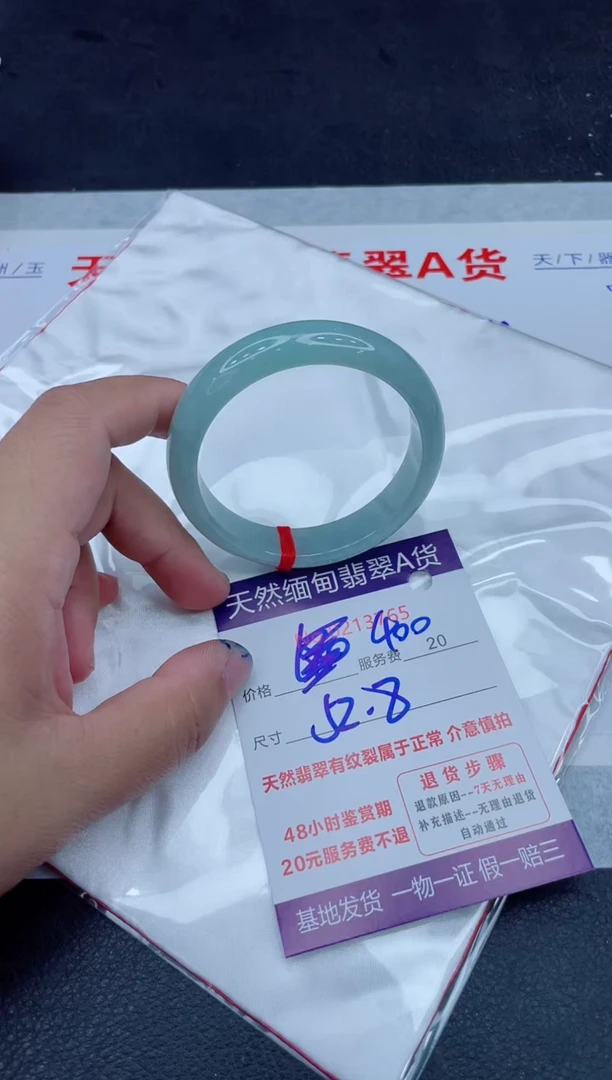 翠A货
天/下/器
/玉
天然缅甸翡翠A货
213765
400
价格 服务费 20
尺寸 52.8
天然翡翠有纹裂属于正常 介意慎拍
48小时鉴赏期
20元服务费不退
退货步骤
退款原因--7天无理由
补充描述--无理由退货
自动通过
基地发货 一物一证 假一赔三